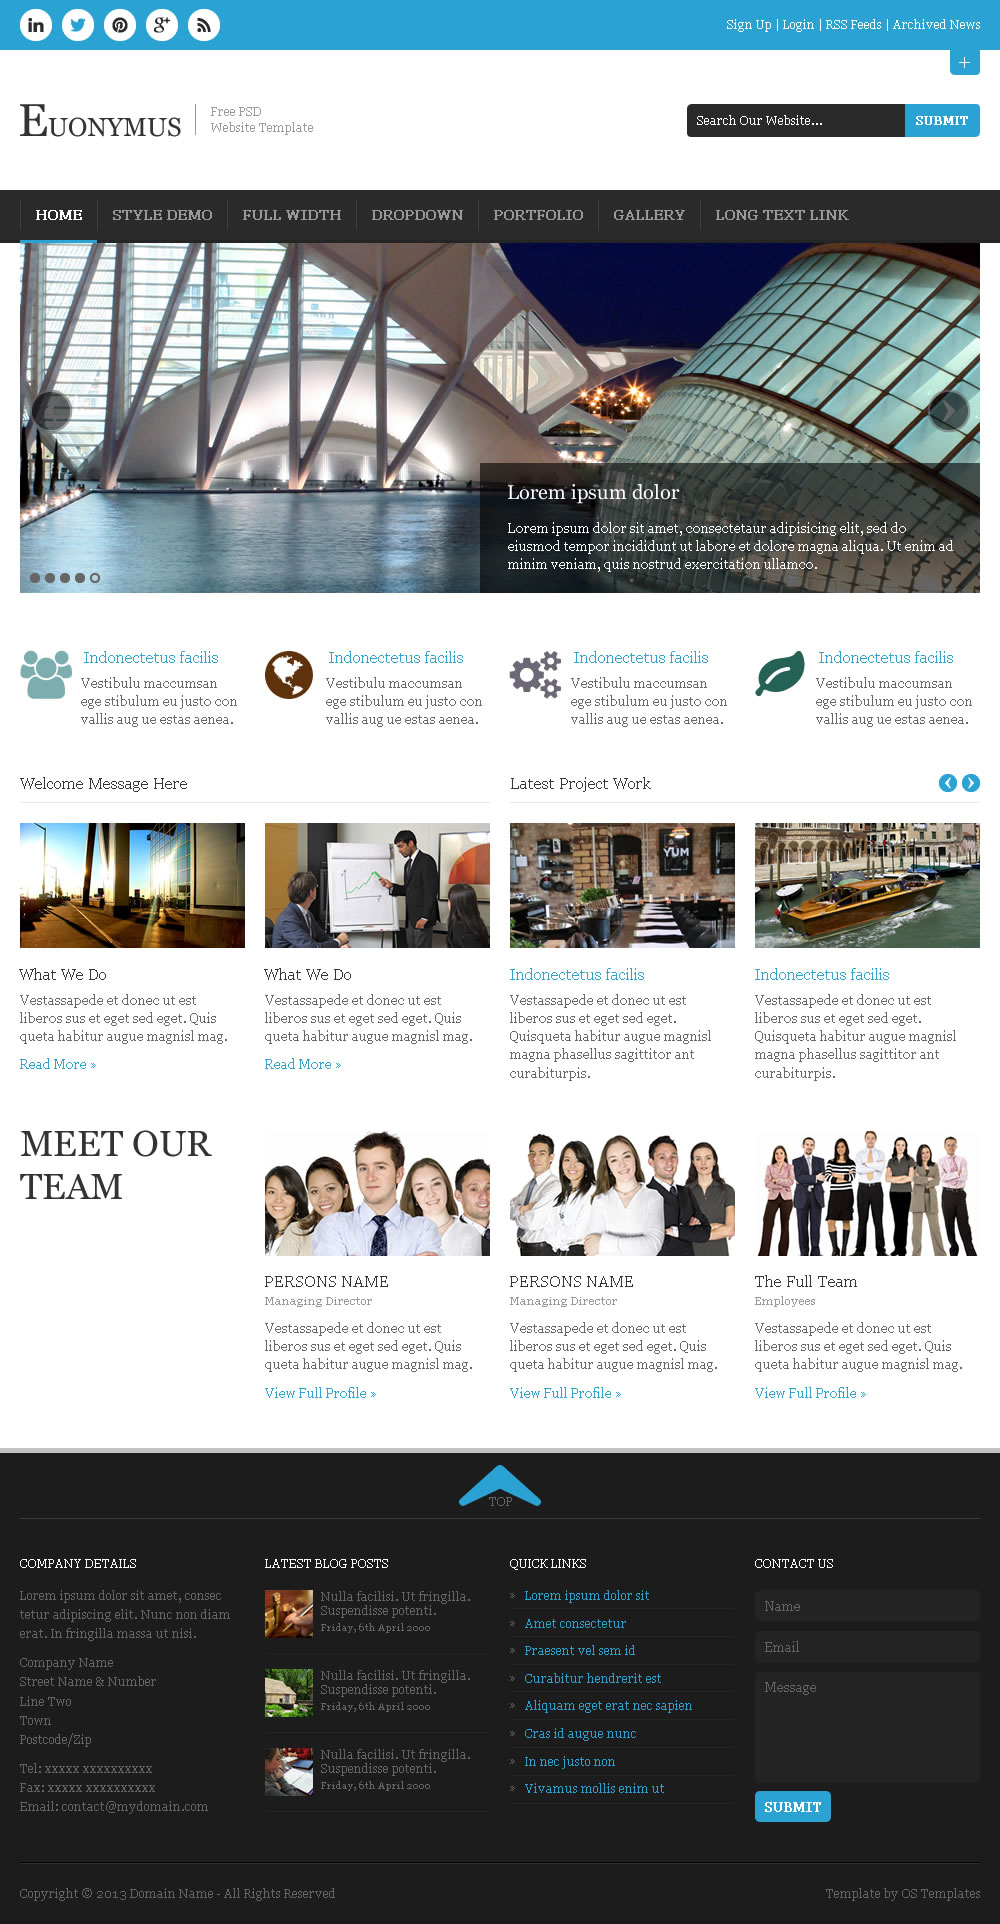 in
g+
Sign Up | Login | RSS Feeds | Archived News
+
EUONYMUS
Free PSD
Website Template
Search Our Website...
SUBMIT
HOME
STYLE DEMO
FULL WIDTH
DROPDOWN
PORTFOLIO
GALLERY
LONG TEXT LINK
Lorem ipsum dolor
Lorem ipsum dolor sit amet, consectetaur adipisicing elit, sed do
eiusmod tempor incididunt ut labore et dolore magna aliqua. Ut enim ad
minim veniam, quis nostrud exercitation ullamco.
Indonectetus facilis
Vestibulu maccumsan
ege stibulum eu justo con
vallis aug ue estas aenea.
Indonectetus facilis
Vestibulu maccumsan
ege stibulum eu justo con
vallis aug ue estas aenea.
Indonectetus facilis
Vestibulu maccumsan
ege stibulum eu justo con
vallis aug ue estas aenea.
Indonectetus facilis
Vestibulu maccumsan
ege stibulum eu justo con
vallis aug ue estas aenea.
Welcome Message Here
What We Do
Vestassapede et donec ut est
liberos sus et eget sed eget. Quis
queta habitur augue magnisl mag.
Read More »
What We Do
Vestassapede et donec ut est
liberos sus et eget sed eget. Quis
queta habitur augue magnisl mag.
Read More »
Latest Project Work
YUM
Indonectetus facilis
Vestassapede et donec ut est
liberos sus et eget sed eget.
Quisqueta habitur augue magnisl
magna phasellus sagittitor ant
curabiturpis.
Indonectetus facilis
Vestassapede et donec ut est
liberos sus et eget sed eget.
Quisqueta habitur augue magnisl
magna phasellus sagittitor ant
curabiturpis.
MEET OUR
TEAM
PERSONS NAME
Managing Director
Vestassapede et donec ut est
liberos sus et eget sed eget. Quis
queta habitur augue magnisl mag.
View Full Profile »
PERSONS NAME
Managing Director
Vestassapede et donec ut est
liberos sus et eget sed eget. Quis
queta habitur augue magnisl mag.
View Full Profile »
The Full Team
Employees
Vestassapede et donec ut est
liberos sus et eget sed eget. Quis
queta habitur augue magnisl mag.
View Full Profile »
TOP
COMPANY DETAILS
Lorem ipsum dolor sit amet, consec
tetur adipiscing elit. Nunc non diam
erat. In fringilla massa ut nisi.
Company Name
Street Name & Number
Line Two
Town
Postcode/Zip
Tel: xxxxx xxxxxxxxxx
Fax: xxxxx xxxxxxxxxx
Email: contact@mydomain.com
LATEST BLOG POSTS
Nulla facilisi. Ut fringilla.
Suspendisse potenti.
Friday, 6th April 2000
Nulla facilisi. Ut fringilla.
Suspendisse potenti.
Friday, 6th April 2000
Nulla facilisi. Ut fringilla.
Suspendisse potenti.
Friday, 6th April 2000
QUICK LINKS
» Lorem ipsum dolor sit
» Amet consectetur
» Praesent vel sem id
» Curabitur hendrerit est
» Aliquam eget erat nec sapien
» Cras id augue nunc
» In nec justo non
» Vivamus mollis enim ut
CONTACT US
Name
Email
Message
SUBMIT
Copyright © 2013 Domain Name - All Rights Reserved
Template by OS Templates